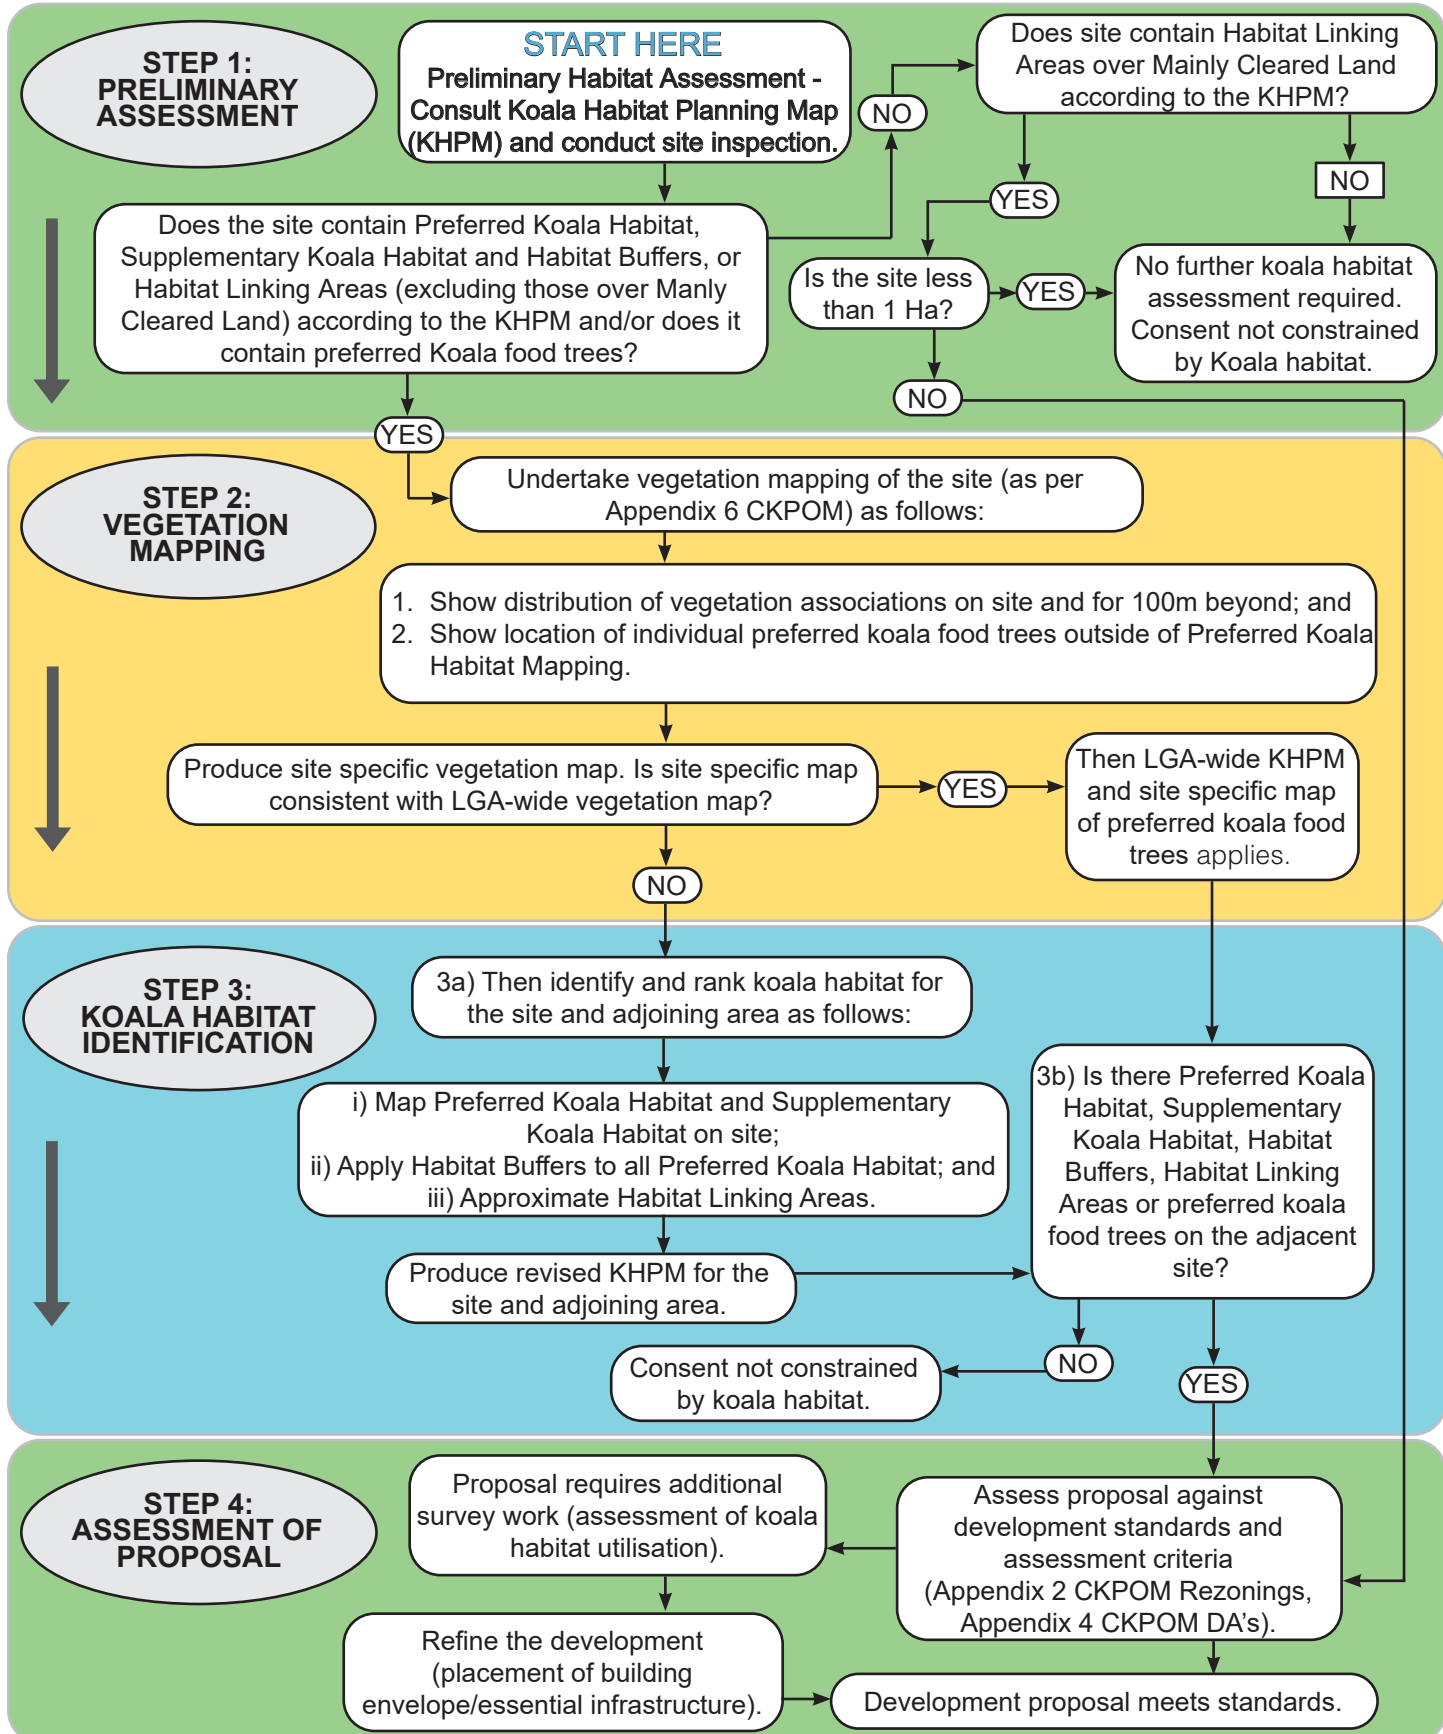 STEP 1:
PRELIMINARY
ASSESSMENT
START HERE
Preliminary Habitat Assessment -
Consult Koala Habitat Planning Map
(KHPM) and conduct site inspection.
NO
Does site contain Habitat Linking
Areas over Mainly Cleared Land
according to the KHPM?
YES
NO
Does the site contain Preferred Koala Habitat,
Supplementary Koala Habitat and Habitat Buffers, or
Habitat Linking Areas (excluding those over Manly
Cleared Land) according to the KHPM and/or does it
contain preferred Koala food trees?
Is the site less
than 1 Ha?
YES
No further koala habitat
assessment required.
Consent not constrained
by Koala habitat.
NO
YES
STEP 2:
VEGETATION
MAPPING
Undertake vegetation mapping of the site (as per
Appendix 6 CKPOM) as follows:
1. Show distribution of vegetation associations on site and for 100m beyond; and
2. Show location of individual preferred koala food trees outside of Preferred Koala
Habitat Mapping.
Produce site specific vegetation map. Is site specific map
consistent with LGA-wide vegetation map?
YES
Then LGA-wide KHPM
and site specific map
of preferred koala food
trees applies.
NO
STEP 3:
KOALA HABITAT
IDENTIFICATION
3a) Then identify and rank koala habitat for
the site and adjoining area as follows:
i) Map Preferred Koala Habitat and Supplementary
Koala Habitat on site;
ii) Apply Habitat Buffers to all Preferred Koala Habitat; and
iii) Approximate Habitat Linking Areas.
Produce revised KHPM for the
site and adjoining area.
3b) Is there Preferred Koala
Habitat, Supplementary
Koala Habitat, Habitat
Buffers, Habitat Linking
Areas or preferred koala
food trees on the adjacent
site?
NO
Consent not constrained
by koala habitat.
YES
STEP 4:
ASSESSMENT OF
PROPOSAL
Proposal requires additional
survey work (assessment of koala
habitat utilisation).
Assess proposal against
development standards and
assessment criteria
(Appendix 2 CKPOM Rezonings,
Appendix 4 CKPOM DA's).
Refine the development
(placement of building
envelope/essential infrastructure).
Development proposal meets standards.